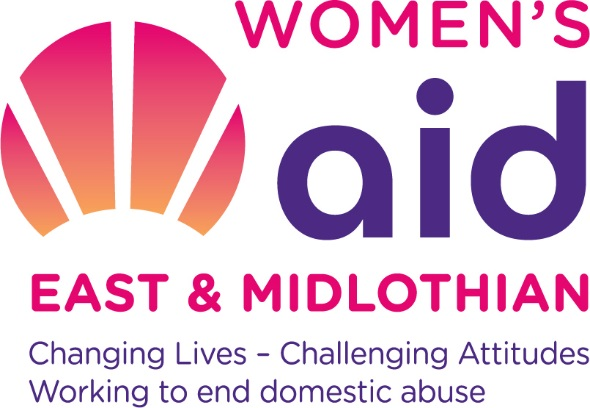 WOMEN'S
aid
EAST & MIDLOTHIAN
Changing Lives – Challenging Attitudes
Working to end domestic abuse